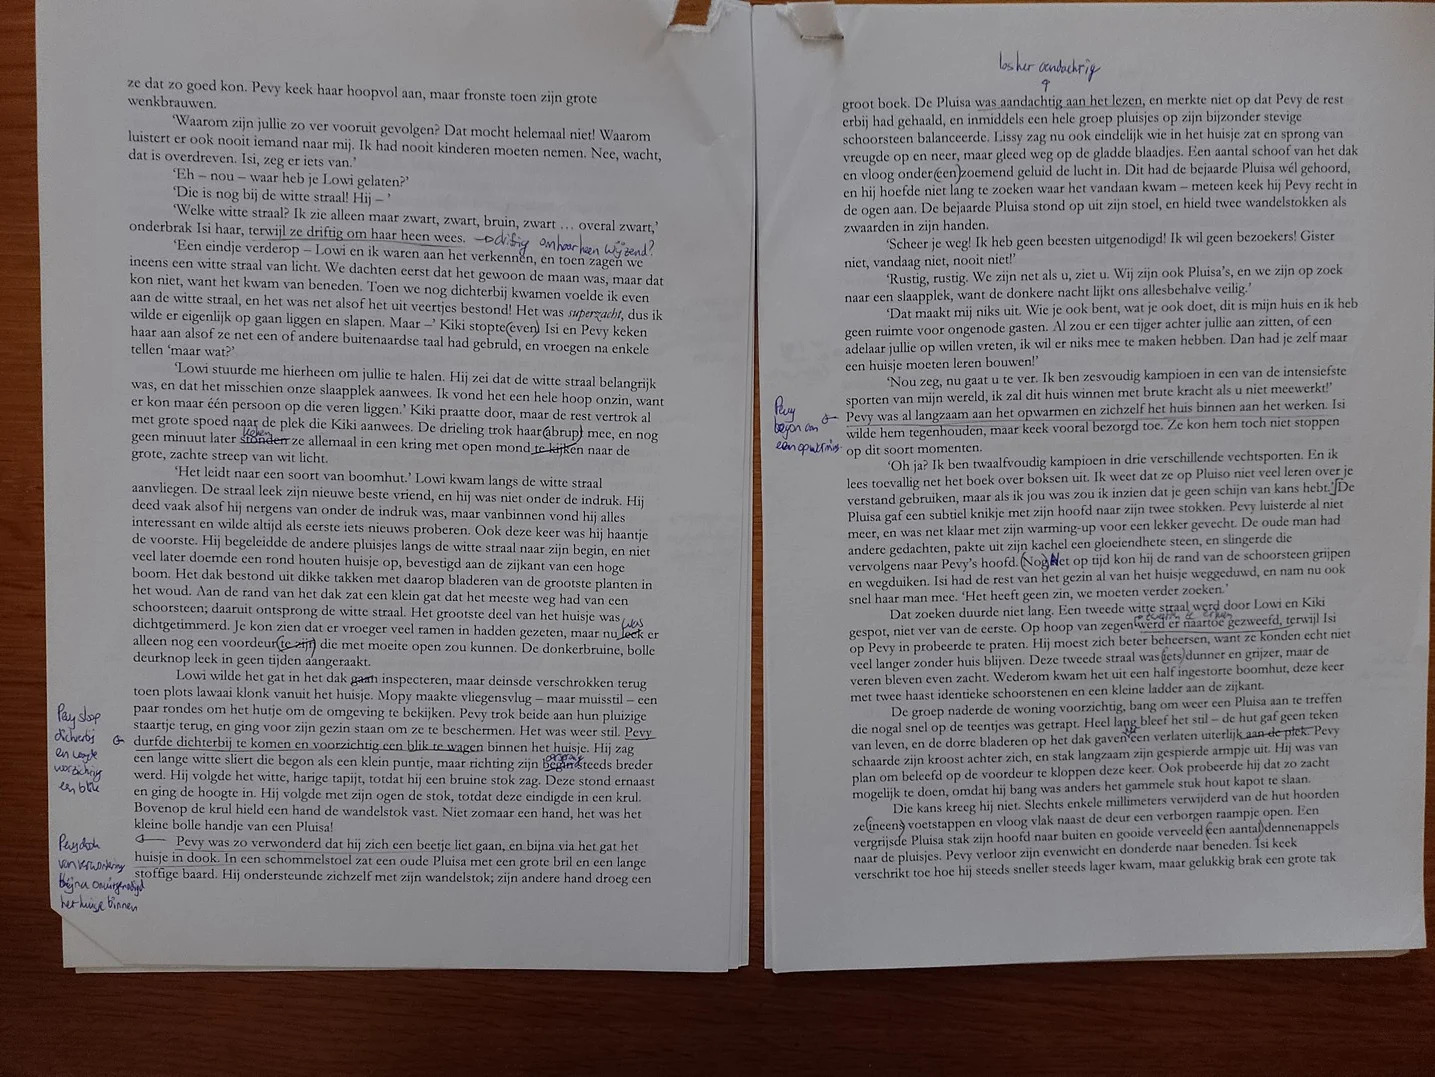 ze dat zo goed kon. Pevy keek haar hoopvol aan, maar fronste toen zijn grote
wenkbrauwen.
‘Waarom zijn jullie zo ver vooruit gevolgen? Dat mocht helemaal niet! Waarom
luistert er ook nooit iemand naar mij. Ik had nooit kinderen moeten nemen. Nee, wacht,
dat is overdreven. Isi, zeg er iets van.’
‘Eh – nou – waar heb je Lowi gelaten?’
‘Die is nog bij de witte straal! Hij – ’
‘Welke witte straal? Ik zie alleen maar zwart, zwart, bruin, zwart … overal zwart,’
onderbrak Isi haar, terwijl ze driftig om haar heen wees. → driftig om haar heen wijzend?
‘Een eindje verderop – Lowi en ik waren aan het verkennen, en toen zagen we
ineens een witte straal van licht. We dachten eerst dat het gewoon de maan was, maar dat
kon niet, want het kwam van beneden. Toen we nog dichterbij kwamen voelde ik even
aan de witte straal, en het was net alsof het uit veertjes bestond! Het was superzacht, dus ik
wilde er eigenlijk op gaan liggen en slapen. Maar –’ Kiki stopte (even) Isi en Pevy keken
haar aan alsof ze net een of andere buitenaardse taal had gebruld, en vroegen na enkele
tellen ‘maar wat?’
‘Lowi stuurde me hierheen om jullie te halen. Hij zei dat de witte straal belangrijk
was, en dat het misschien onze slaapplek aanwees. Ik vond het een hele hoop onzin, want
er kon maar één persoon op die veren liggen.’ Kiki praatte door, maar de rest vertrok al
met grote spoed naar de plek die Kiki aanwees. De drieling trok haar (abrup) mee, en nog
keken
geen minuut later stonden ze allemaal in een kring met open mond te kijken naar de
grote, zachte streep van wit licht.
‘Het leidt naar een soort van boomhut.’ Lowi kwam langs de witte straal
aanvliegen. De straal leek zijn nieuwe beste vriend, en hij was niet onder de indruk. Hij
deed vaak alsof hij nergens van onder de indruk was, maar vanbinnen vond hij alles
interessant en wilde altijd als eerste iets nieuws proberen. Ook deze keer was hij haantje
de voorste. Hij begeleidde de andere pluisjes langs de witte straal naar zijn begin, en niet
veel later doemde een rond houten huisje op, bevestigd aan de zijkant van een hoge
boom. Het dak bestond uit dikke takken met daarop bladeren van de grootste planten in
het woud. Aan de rand van het dak zat een klein gat dat het meeste weg had van een
schoorsteen; daaruit ontsprong de witte straal. Het grootste deel van het huisje was
was
dichtgetimmerd. Je kon zien dat er vroeger veel ramen in hadden gezeten, maar nu leek er
alleen nog een voordeur (te zijn) die met moeite open zou kunnen. De donkerbruine, bolle
deurknop leek in geen tijden aangeraakt.
Lowi wilde het gat in het dak gaan inspecteren, maar deinsde verschrokken terug
toen plots lawaai klonk vanuit het huisje. Mopy maakte vliegensvlug – maar muisstil – een
paar rondes om het hutje om de omgeving te bekijken. Pevy trok beide aan hun pluizige
staartje terug, en ging voor zijn gezin staan om ze te beschermen. Het was weer stil. Pevy
durfde dichterbij te komen en voorzichtig een blik te wagen binnen het huisje. Hij zag
een lange witte sliert die begon als een klein puntje, maar richting zijn begin steeds breder
werd. Hij volgde het witte, harige tapijt, totdat hij een bruine stok zag. Deze stond ernaast
en ging de hoogte in. Hij volgde met zijn ogen de stok, totdat deze eindigde in een krul.
Bovenop de krul hield een hand de wandelstok vast. Niet zomaar een hand, het was het
kleine bolle handje van een Pluisa!
Pevy was zo verwonderd dat hij zich een beetje liet gaan, en bijna via het gat het
huisje in dook. In een schommelstoel zat een oude Pluisa met een grote bril en een lange
stoffige baard. Hij ondersteunde zichzelf met zijn wandelstok; zijn andere hand droeg een
Pevy sloop
dichterbij
en waagde
voorzichtig
een blik
Pevy dook
van verwondering
bijna onuitgenodigd
het huisje binnen
las her aandachtig
groot boek. De Pluisa was aandachtig aan het lezen, en merkte niet op dat Pevy de rest
erbij had gehaald, en inmiddels een hele groep pluisjes op zijn bijzonder stevige
schoorsteen balanceerde. Lissy zag nu ook eindelijk wie in het huisje zat en sprong van
vreugde op en neer, maar gleed weg op de gladde blaadjes. Een aantal schoof van het dak
en vloog onder (een) zoemend geluid de lucht in. Dit had de bejaarde Pluisa wél gehoord,
en hij hoefde niet lang te zoeken waar het vandaan kwam – meteen keek hij Pevy recht in
de ogen aan. De bejaarde Pluisa stond op uit zijn stoel, en hield twee wandelstokken als
zwaarden in zijn handen.
‘Scheer je weg! Ik heb geen beesten uitgenodigd! Ik wil geen bezoekers! Gister
niet, vandaag niet, nooit niet!’
‘Rustig, rustig. We zijn net als u, ziet u. Wij zijn ook Pluisa’s, en we zijn op zoek
naar een slaapplek, want de donkere nacht lijkt ons allesbehalve veilig.’
‘Dat maakt mij niks uit. Wie je ook bent, wat je ook doet, dit is mijn huis en ik heb
geen ruimte voor ongenode gasten. Al zou er een tijger achter jullie aan zitten, of een
adelaar jullie op willen vreten, ik wil er niks mee te maken hebben. Dan had je zelf maar
een huisje moeten leren bouwen!’
‘Nou zeg, nu gaat u te ver. Ik ben zesvoudig kampioen in een van de intensiefste
sporten van mijn wereld, ik zal dit huis winnen met brute kracht als u niet meewerkt!’
Pevy was al langzaam aan het opwarmen en zichzelf het huis binnen aan het werken. Isi
wilde hem tegenhouden, maar keek vooral bezorgd toe. Ze kon hem toch niet stoppen
op dit soort momenten.
Pevy
begon aan
een
‘Oh ja? Ik ben twaalfvoudig kampioen in drie verschillende vechtsporten. En ik
lees toevallig net het boek over boksen uit. Ik weet dat ze op Pluiso niet veel leren over je
verstand gebruiken, maar als ik jou was zou ik inzien dat je geen schijn van kans hebt.’ De
Pluisa gaf een subtiel knikje met zijn hoofd naar zijn twee stokken. Pevy luisterde al niet
meer, en was net klaar met zijn warming-up voor een lekker gevecht. De oude man had
andere gedachten, pakte uit zijn kachel een gloeiendhete steen, en slingerde die
vervolgens naar Pevy’s hoofd. (Nog) Net op tijd kon hij de rand van de schoorsteen grijpen
en wegduiken. Isi had de rest van het gezin al van het huisje weggeduwd, en nam nu ook
snel haar man mee. ‘Het heeft geen zin, we moeten verder zoeken.’
Dat zoeken duurde niet lang. Een tweede witte straal werd door Lowi en Kiki
gespot, niet ver van de eerste. Op hoop van zegen werd er naartoe gezweefd, terwijl Isi
op Pevy in probeerde te praten. Hij moest zich beter beheersen, want ze konden echt niet
veel langer zonder huis blijven. Deze tweede straal was (iets) dunner en grijzer, maar de
veren bleven even zacht. Wederom kwam het uit een half ingestorte boomhut, deze keer
met twee haast identieke schoorstenen en een kleine ladder aan de zijkant.
De groep naderde de woning voorzichtig, bang om weer een Pluisa aan te treffen
die nogal snel op de teentjes was getrapt. Heel lang bleef het stil – de hut gaf geen teken
van leven, en de dorre bladeren op het dak gaven een verlaten uiterlijk aan de plek. Pevy
schaarde zijn kroost achter zich, en stak langzaam zijn gespierde armpje uit. Hij was van
plan om beleefd op de voordeur te kloppen deze keer. Ook probeerde hij dat zo zacht
mogelijk te doen, omdat hij bang was anders het gammele stuk hout kapot te slaan.
Die kans kreeg hij niet. Slechts enkele millimeters verwijderd van de hut hoorden
ze (ineens) voetstappen en vloog vlak naast de deur een verborgen raampje open. Een
vergrijsde Pluisa stak zijn hoofd naar buiten en gooide verveeld (een aantal) dennenappels
naar de pluisjes. Pevy verloor zijn evenwicht en donderde naar beneden. Isi keek
verschrikt toe hoe hij steeds sneller steeds lager kwam, maar gelukkig brak een grote tak